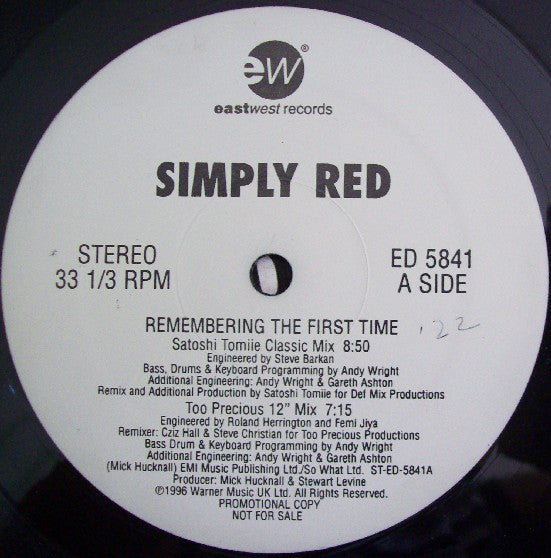 ew®
eastwest records
SIMPLY RED
STEREO
33 1/3 RPM
ED 5841
A SIDE
REMEMBERING THE FIRST TIME
'22
Satoshi Tomiie Classic Mix 8:50
Engineered by Steve Barkan
Bass, Drums & Keyboard Programming by Andy Wright
Additional Engineering: Andy Wright & Gareth Ashton
Remix and Additional Production by Satoshi Tomiie for Def Mix Productions
Too Precious 12" Mix 7:15
Engineered by Roland Herrington and Femi Jiya
Remixer: Cziz Hall & Steve Christian for Too Precious Productions
Bass Drum & Keyboard Programming by Andy Wright
Additional Engineering: Andy Wright & Gareth Ashton
(Mick Hucknall) EMI Music Publishing Ltd./So What Ltd. ST-ED-5841A
Producer: Mick Hucknall & Stewart Levine
℗1996 Warner Music UK Ltd. All Rights Reserved.
PROMOTIONAL COPY
NOT FOR SALE